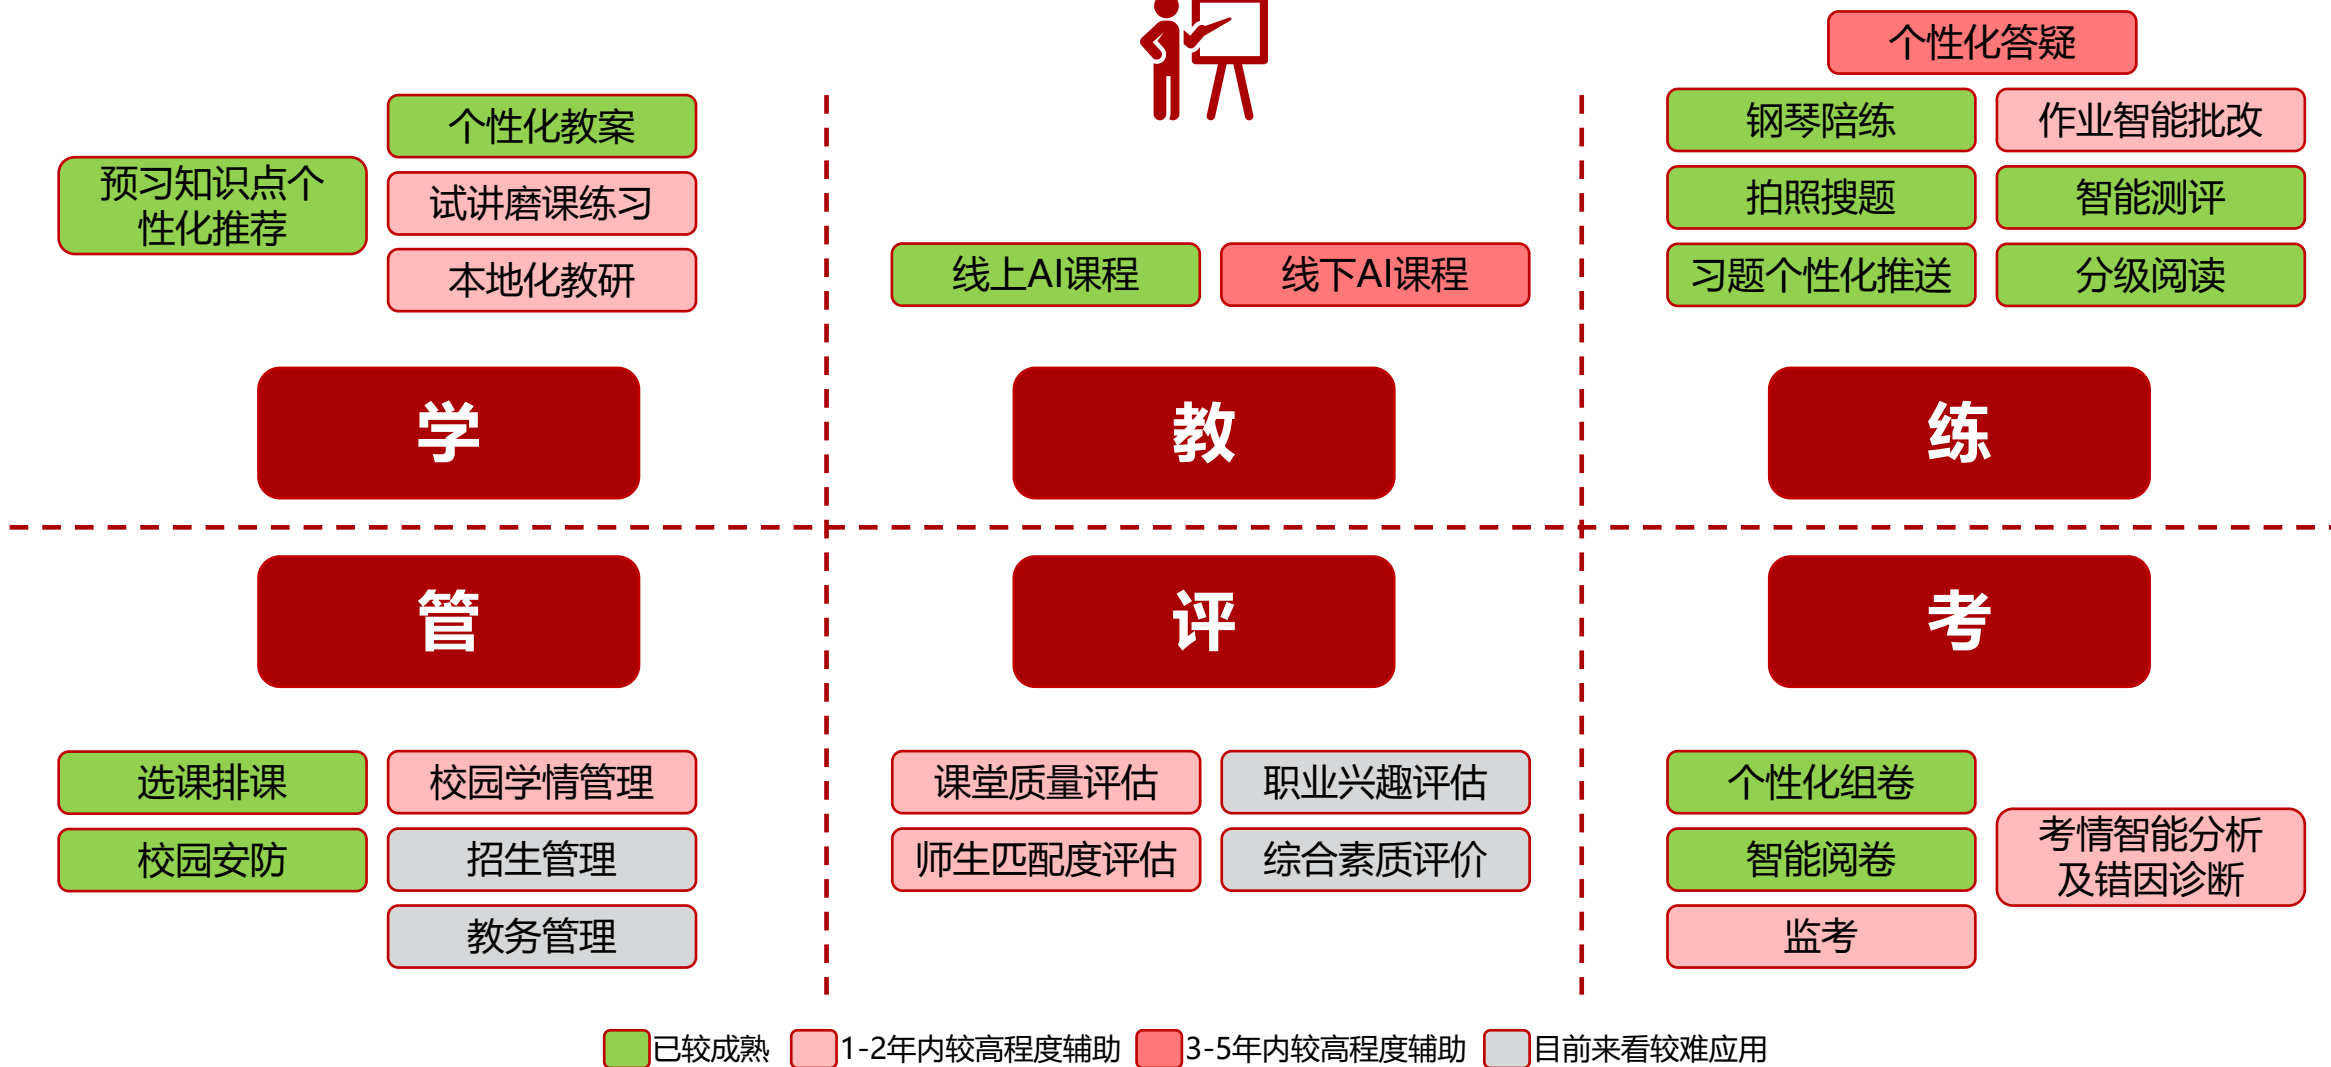 个性化答疑
个性化教案
预习知识点个
性化推荐
试讲磨课练习
本地化教研
线上AI课程
线下AI课程
钢琴陪练
作业智能批改
拍照搜题
智能测评
习题个性化推送
分级阅读
学
教
练
管
评
考
选课排课
校园学情管理
校园安防
招生管理
教务管理
课堂质量评估
职业兴趣评估
师生匹配度评估
综合素质评价
个性化组卷
智能阅卷
考情智能分析
及错因诊断
监考
已较成熟
1-2年内较高程度辅助
3-5年内较高程度辅助
目前来看较难应用